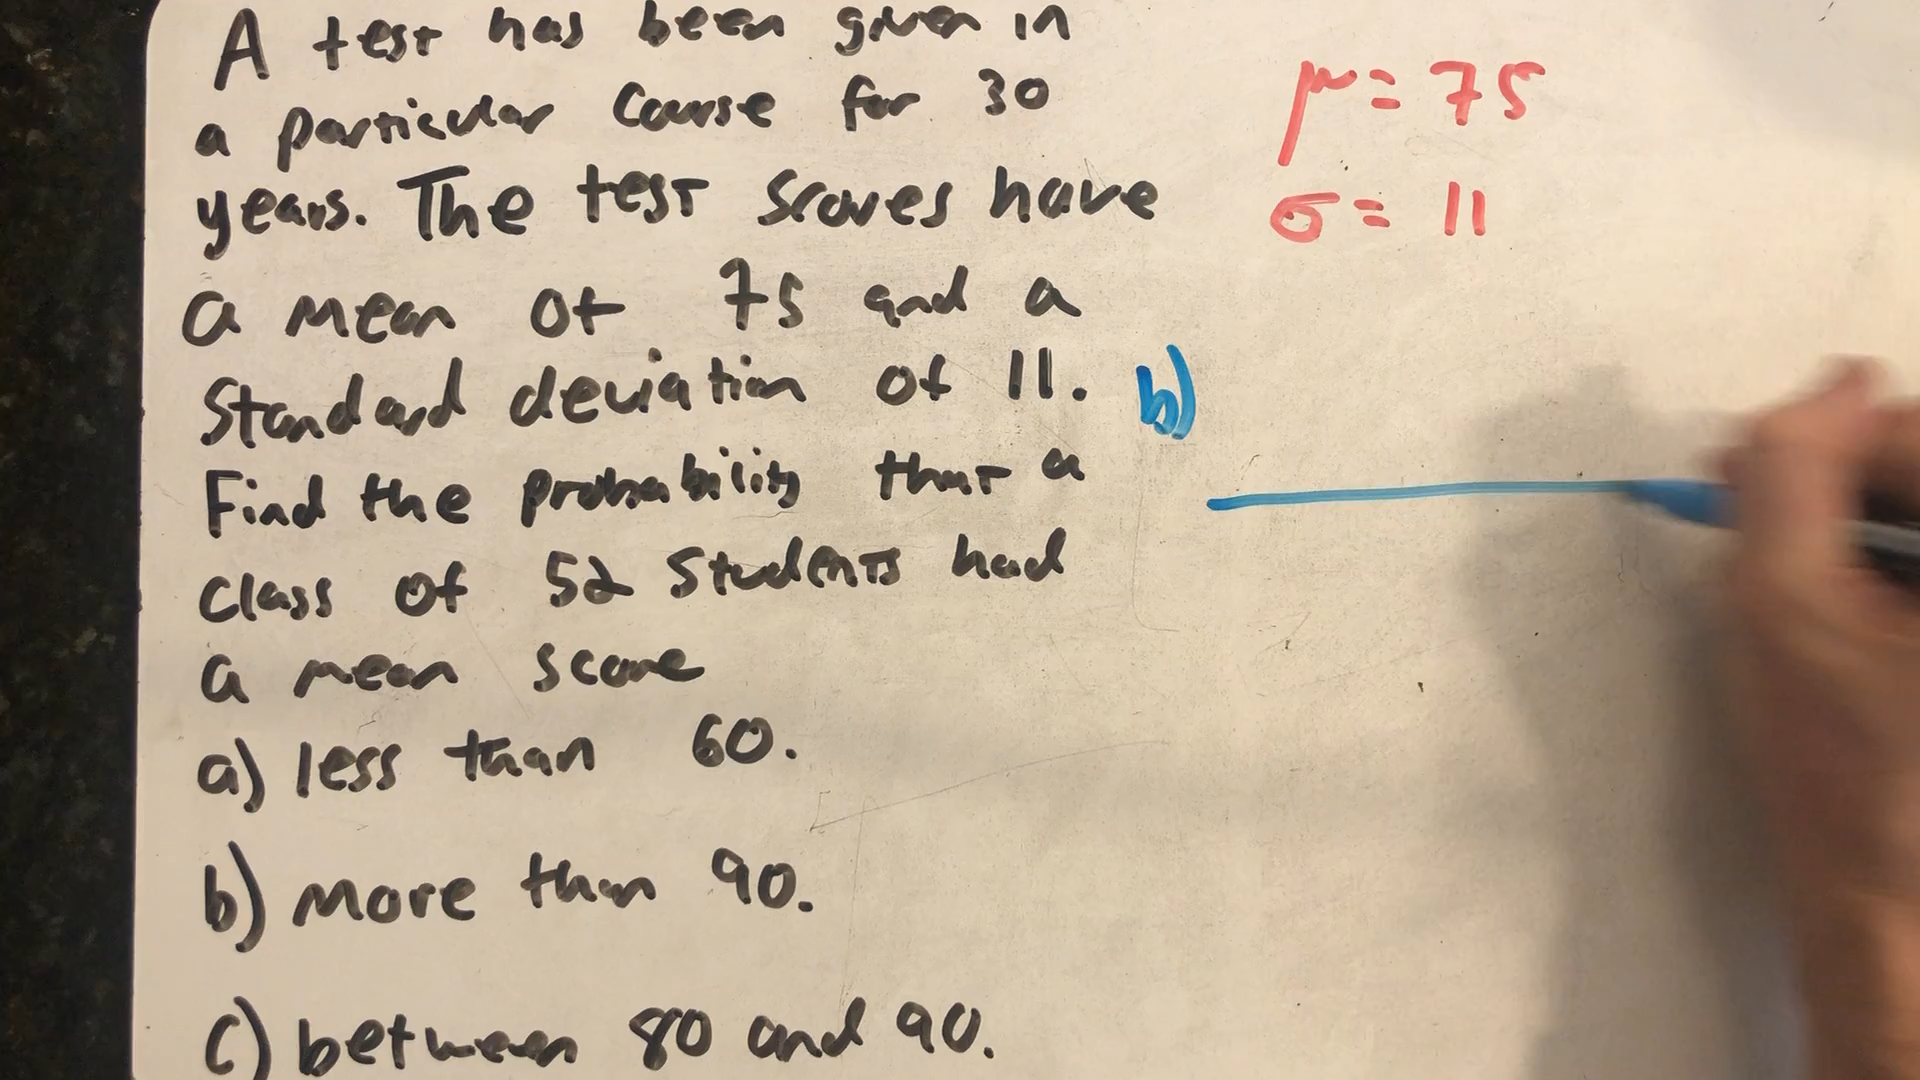 A test has been given in
a particular course for 30
years. The test scores have
a mean of 75 and a
Standard deviation of 11.
Find the probability that a
class of 52 students had
a mean score
a) less than 60.
b) more than 90.
c) between 80 and 90.
μ = 75
σ = 11
b)